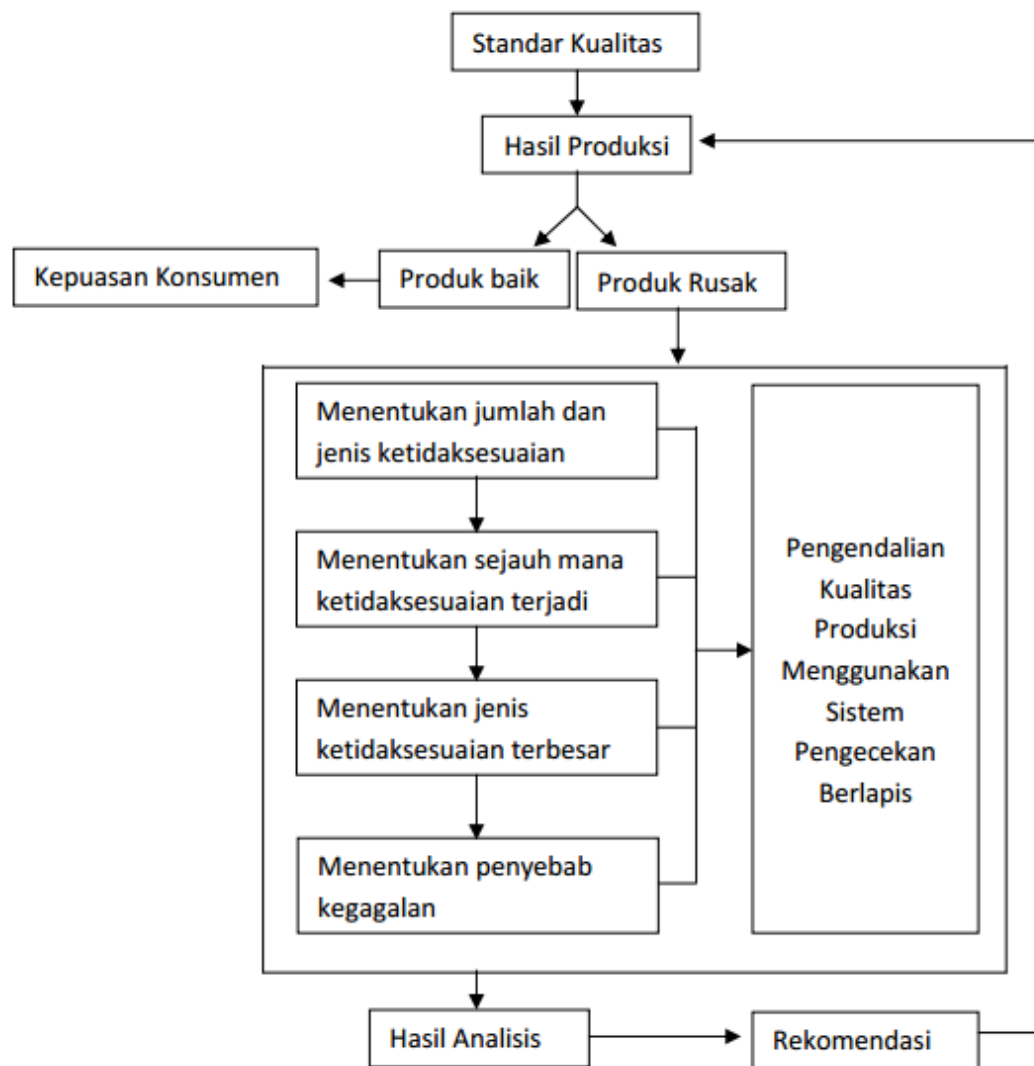 Standar Kualitas
Hasil Produksi
Kepuasan Konsumen
Produk baik
Produk Rusak
Menentukan jumlah dan
jenis ketidaksesuaian
Menentukan sejauh mana
ketidaksesuaian terjadi
Menentukan jenis
ketidaksesuaian terbesar
Menentukan penyebab
kegagalan
Pengendalian
Kualitas
Produksi
Menggunakan
Sistem
Pengecekan
Berlapis
Hasil Analisis
Rekomendasi